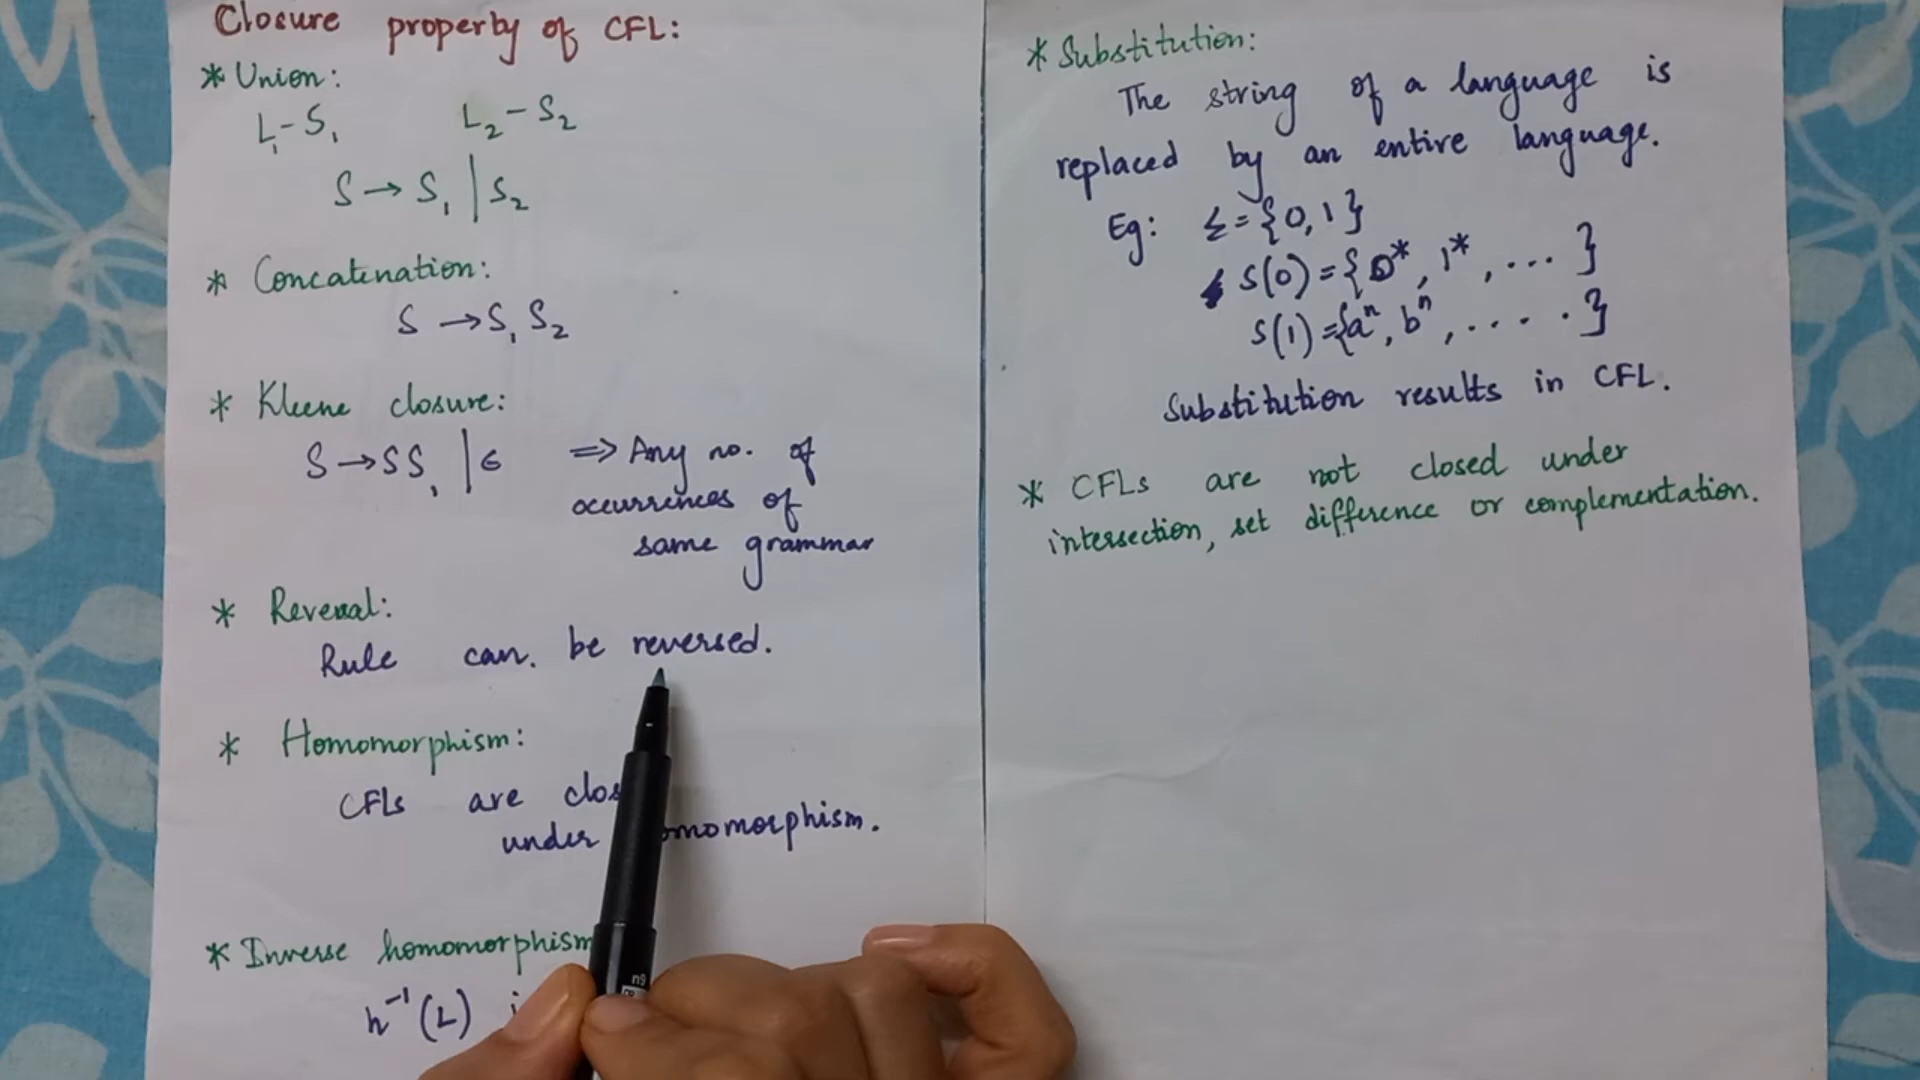 Closure property of CFL:
* Union:
L₁-S₁ L₂-S₂
S → S₁ | S₂
* Concatenation:
S → S₁ S₂
* Kleene closure:
S → SS₁ | ϵ ⇒ Any no. of
occurrences of
same grammar
* Reversal:
Rule can be reversed.
* Homomorphism:
CFLs are
under
* Inverse homomorphism
h⁻¹(L)
* Substitution:
The string of a language is
replaced by an entire language.
Eg: Σ={0,1}
S(0)={0*, 1*, ... }
S(1)={aⁿ, bⁿ, .... . }
Substitution results in CFL.
* CFLs are not closed under
intersection, set difference or complementation.